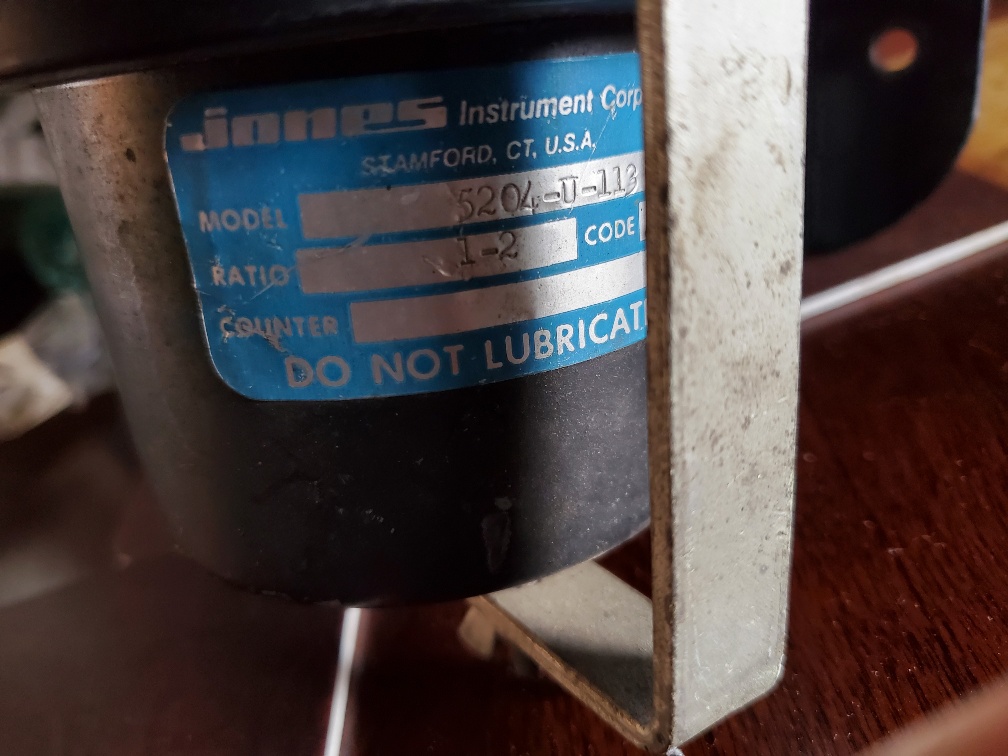 jones Instrument Corp
STAMFORD, CT, U.S.A.
MODEL 5204-U-113
RATIO 1-2 CODE
COUNTER
DO NOT LUBRICAT